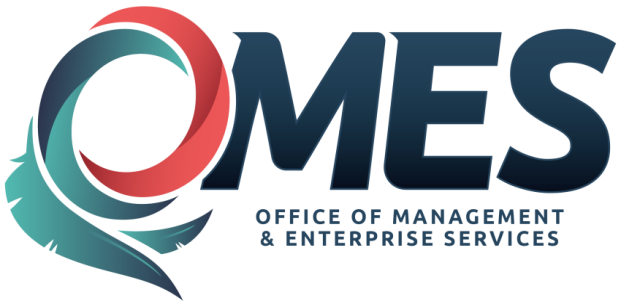 OMES
OFFICE OF MANAGEMENT
& ENTERPRISE SERVICES